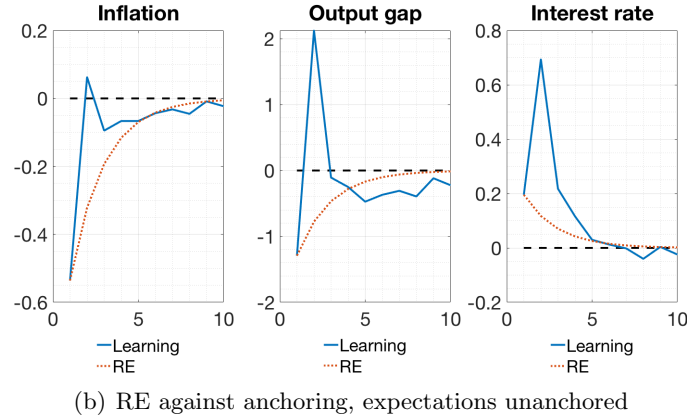 Inflation
0.2
0
-0.2
-0.4
-0.6
0
5
10
Learning
RE
Output gap
2
1
0
-1
-2
0
5
10
Learning
RE
Interest rate
0.8
0.6
0.4
0.2
0
-0.2
0
5
10
Learning
RE
(b) RE against anchoring, expectations unanchored